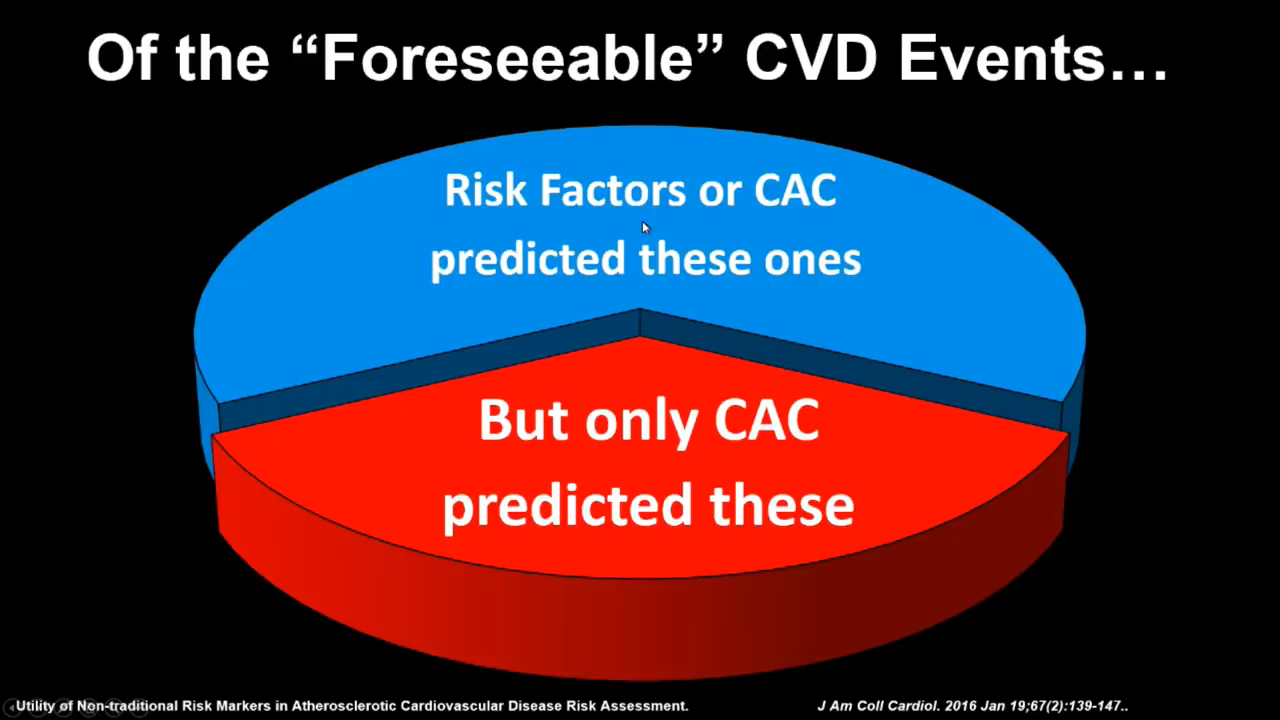 Of the “Foreseeable” CVD Events...
Risk Factors or CAC
predicted these ones
But only CAC
predicted these
Utility of Non-traditional Risk Markers in Atherosclerotic Cardiovascular Disease Risk Assessment.
J Am Coll Cardiol. 2016 Jan 19;67(2):139-147..